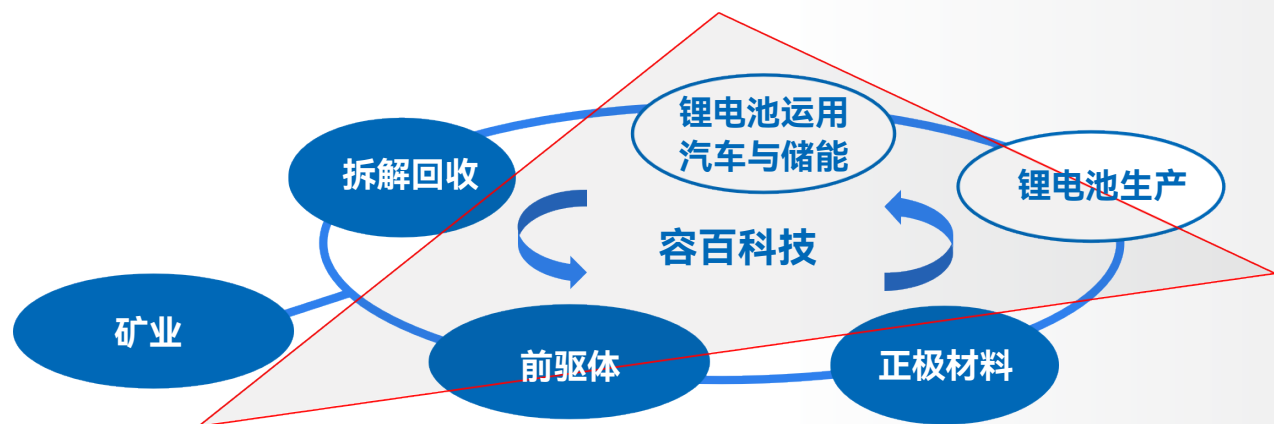 锂电池运用
汽车与储能
拆解回收
锂电池生产
容百科技
矿业
前驱体
正极材料